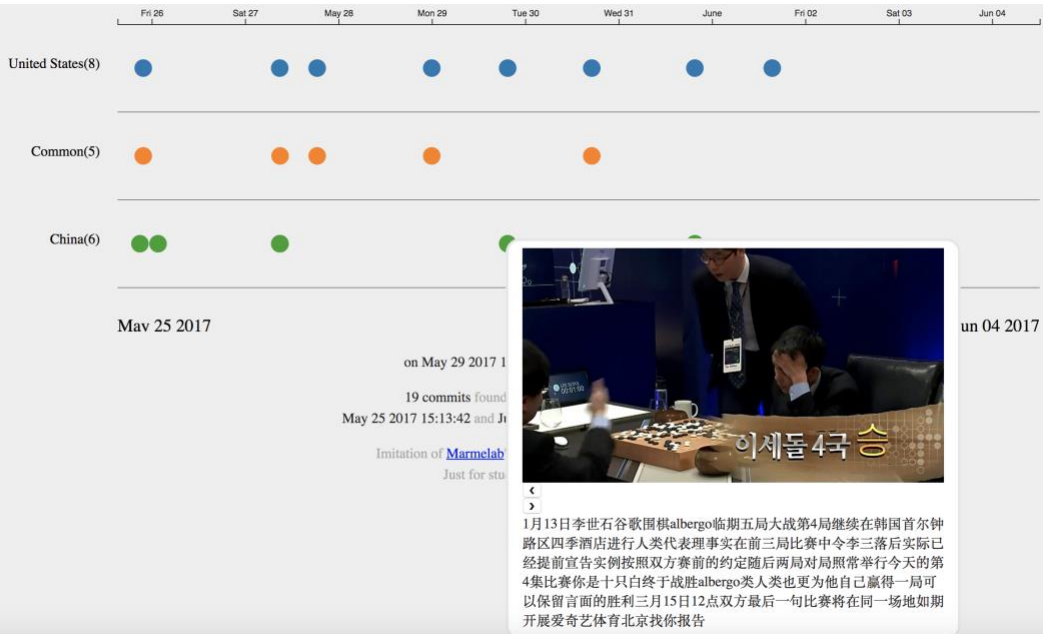 Fri 26 Sat 27 May 28 Mon 29 Tue 30 Wed 31 June Fri 02 Sat 03 Jun 04
United States(8)
Common(5)
China(6)
May 25 2017
un 04 2017
on May 29 2017 1
19 commits found
May 25 2017 15:13:42 and Ju
Imitation of Marmelab
Just for stu
00:01:00
이세돌 4국 승
1月13日李世石谷歌围棋albergo临期五局大战第4局继续在韩国首尔钟
路区四季酒店进行人类代表理事实在前三局比赛中令李三落后实际已
经提前宣告实例按照双方赛前的约定随后两局对局照常举行今天的第
4集比赛你是十只白终于战胜albergo类人类也更为他自己赢得一局可
以保留言面的胜利三月15日12点双方最后一句比赛将在同一场地如期
开展爱奇艺体育北京找你报告